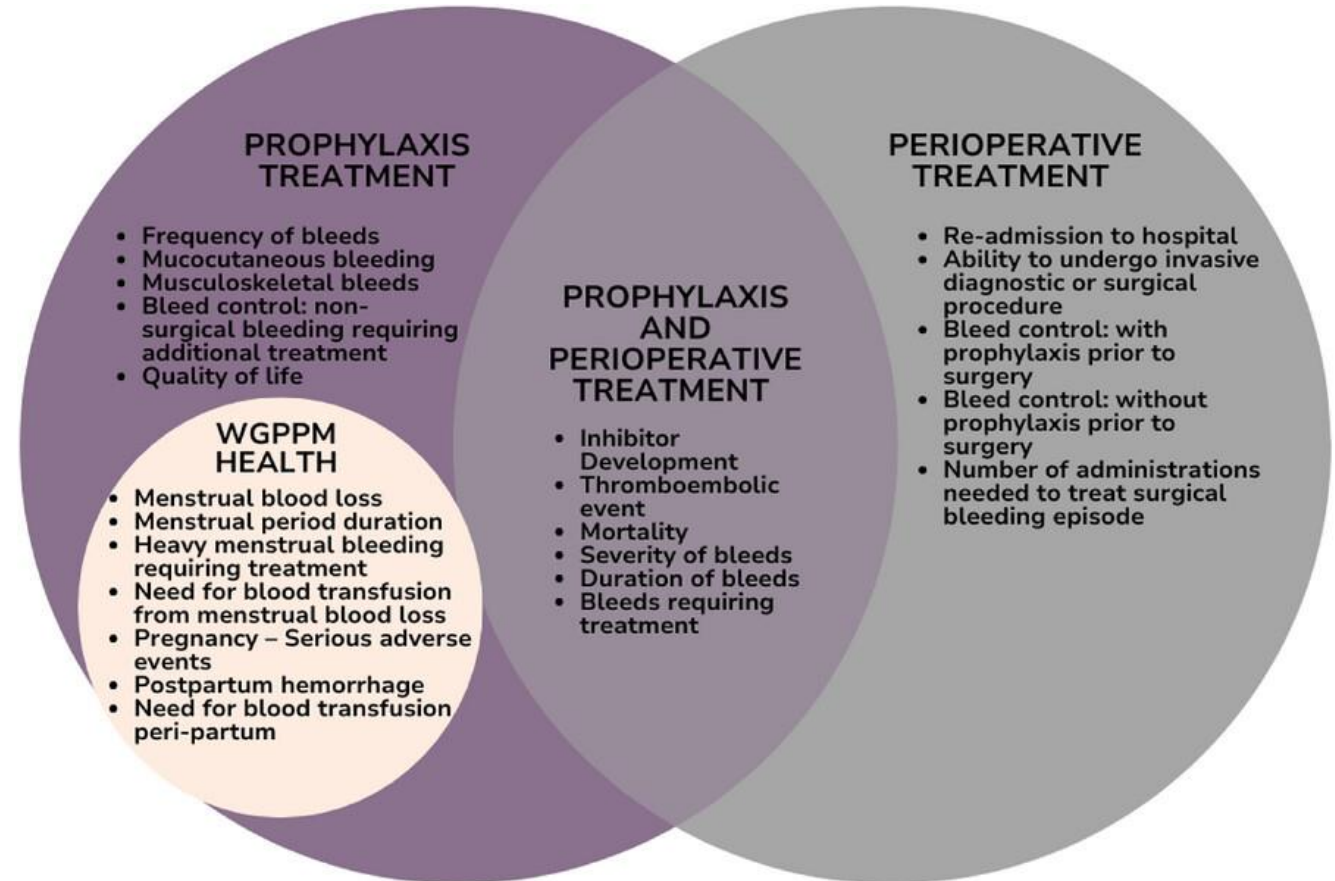 PROPHYLAXIS
TREATMENT
• Frequency of bleeds
• Mucocutaneous bleeding
• Musculoskeletal bleeds
• Bleed control: non-
surgical bleeding requiring
additional treatment
• Quality of life
WGPPM
HEALTH
• Menstrual blood loss
• Menstrual period duration
• Heavy menstrual bleeding
requiring treatment
• Need for blood transfusion
from menstrual blood loss
• Pregnancy – Serious adverse
events
• Postpartum hemorrhage
• Need for blood transfusion
peri-partum
PROPHYLAXIS
AND
PERIOPERATIVE
TREATMENT
• Inhibitor
Development
• Thromboembolic
event
• Mortality
• Severity of bleeds
• Duration of bleeds
• Bleeds requiring
treatment
PERIOPERATIVE
TREATMENT
• Re-admission to hospital
• Ability to undergo invasive
diagnostic or surgical
procedure
• Bleed control: with
prophylaxis prior to
surgery
• Bleed control: without
prophylaxis prior to
surgery
• Number of administrations
needed to treat surgical
bleeding episode